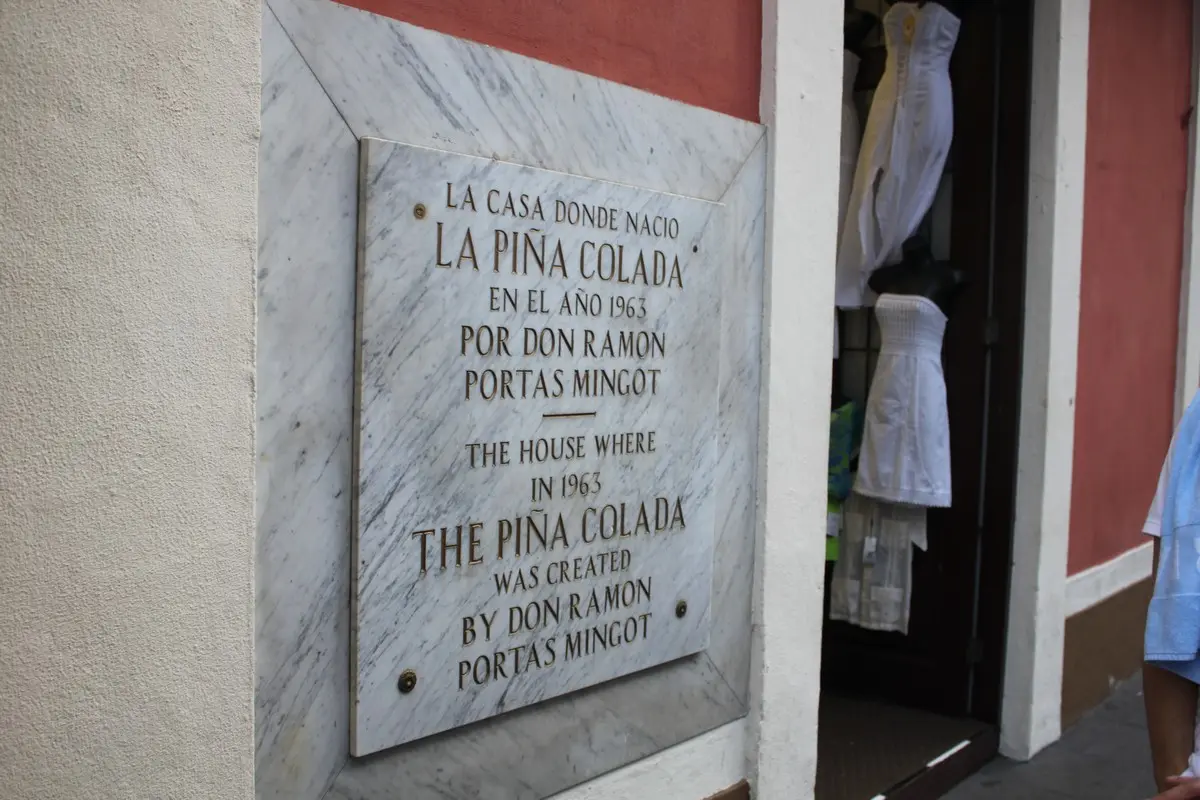 LA CASA DONDE NACIO
LA PIÑA COLADA
EN EL AÑO 1963
POR DON RAMON
PORTAS MINGOT
THE HOUSE WHERE
IN 1963
THE PIÑA COLADA
WAS CREATED
BY DON RAMON
PORTAS MINGOT